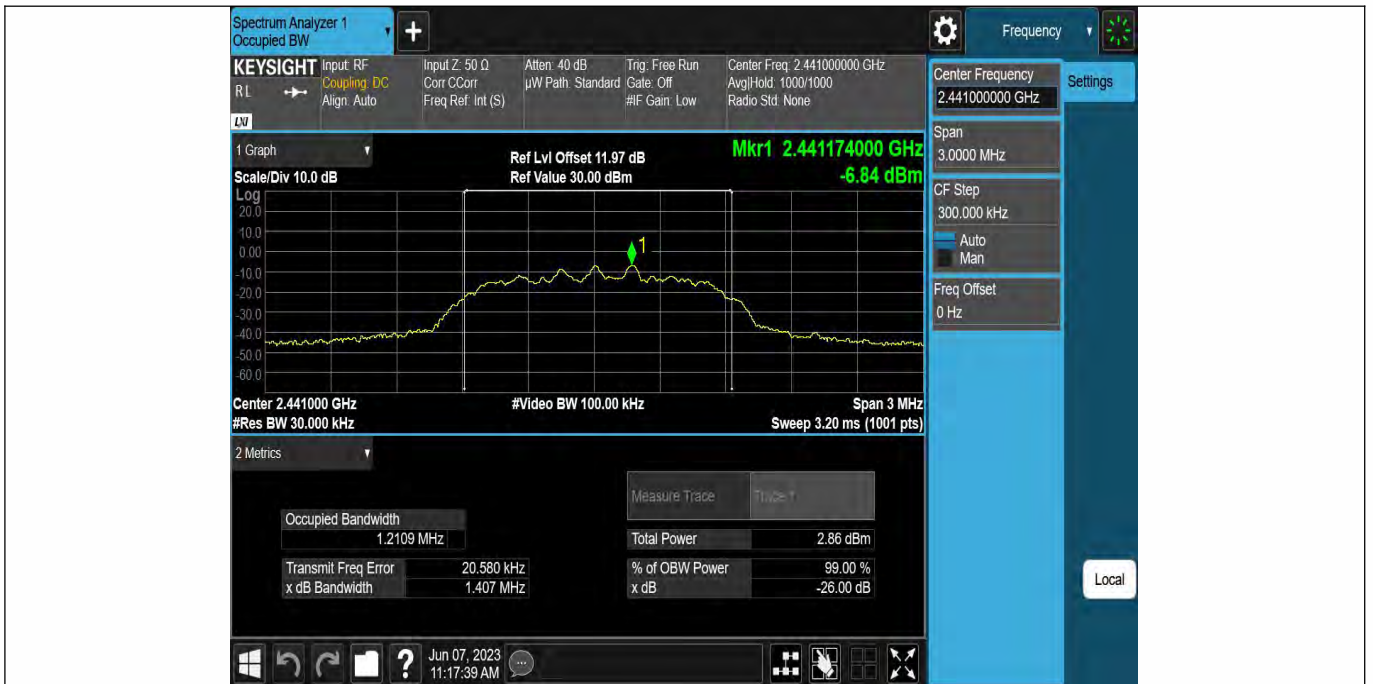 Spectrum Analyzer 1
Occupied BW
+
Frequency
KEYSIGHT
RL
LXI
Input: RF
Coupling: DC
Align: Auto
Input Z: 50 Ω
Corr CCorr
Freq Ref: Int (S)
Atten: 40 dB
µW Path: Standard
Trig: Free Run
Gate: Off
#IF Gain: Low
Center Freq: 2.441000000 GHz
Avg|Hold: 1000/1000
Radio Std: None
Center Frequency
2.441000000 GHz
Settings
Span
3.0000 MHz
CF Step
300.000 kHz
Auto
Man
Freq Offset
0 Hz
Local
1 Graph
Scale/Div 10.0 dB
Ref Lvl Offset 11.97 dB
Ref Value 30.00 dBm
Mkr1 2.441174000 GHz
-6.84 dBm
Log
20.0
10.0
0.00
-10.0
-20.0
-30.0
-40.0
-50.0
-60.0
1
Center 2.441000 GHz
#Video BW 100.00 kHz
Span 3 MHz
#Res BW 30.000 kHz
Sweep 3.20 ms (1001 pts)
2 Metrics
Measure Trace
Trace 1
Occupied Bandwidth
1.2109 MHz
Total Power 2.86 dBm
Transmit Freq Error 20.580 kHz
% of OBW Power 99.00 %
x dB Bandwidth 1.407 MHz
x dB -26.00 dB
?
Jun 07, 2023
11:17:39 AM